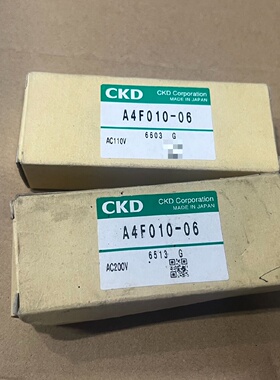 CKD
CKD Corporation
MADE IN JAPAN
A4F010-06
AC110V
6603 G
CKD
CKD Corporation
MADE IN JAPAN
A4F010-06
AC200V
6513 G